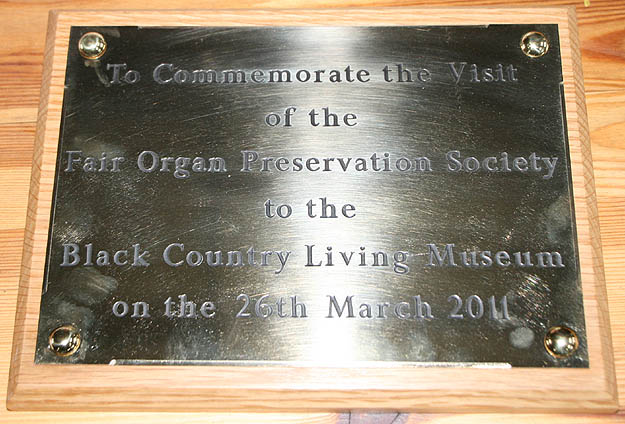 To Commemorate the Visit
of the
Fair Organ Preservation Society
to the
Black Country Living Museum
on the 26th March 2011